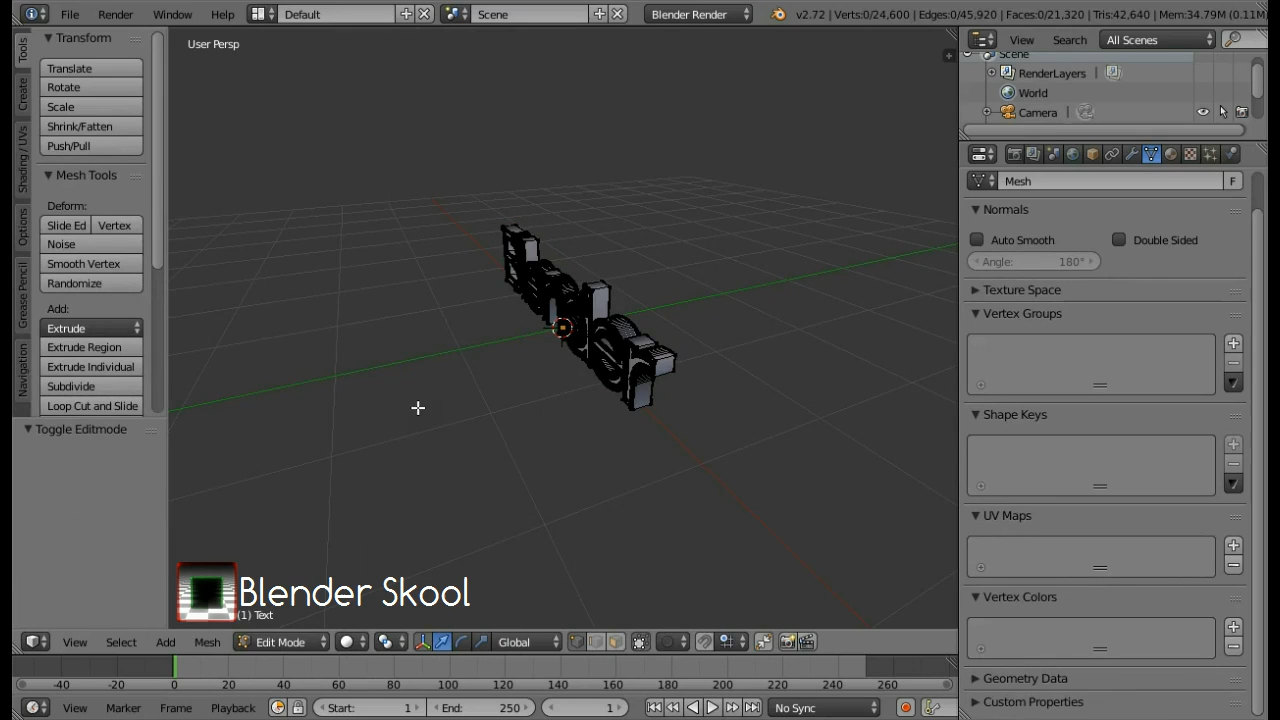 File Render Window Help Default Scene Blender Render v2.72 | Verts:0/24,600 | Edges:0/45,920 | Faces:0/21,320 | Tris:42,640 | Mem:34.79M (0.11M)
Tools
Create
Shading / UVs
Options
Grease Pencil
Navigation
Transform
Translate
Rotate
Scale
Shrink/Fatten
Push/Pull
Mesh Tools
Deform:
Slide Ed Vertex
Noise
Smooth Vertex
Randomize
Add:
Extrude
Extrude Region
Extrude Individual
Subdivide
Loop Cut and Slide
Toggle Editmode
User Persp
Blender Skool
(1) Text
View Select Add Mesh Edit Mode Global
-40 -20 0 20 40 60 80 100 120 140 160 180 200 220 240 260
View Marker Frame Playback Start: 1 End: 250 1 No Sync
View Search All Scenes
Scene
RenderLayers
World
Camera
Mesh F
Normals
Auto Smooth Double Sided
Angle: 180°
Texture Space
Vertex Groups
Shape Keys
UV Maps
Vertex Colors
Geometry Data
Custom Properties